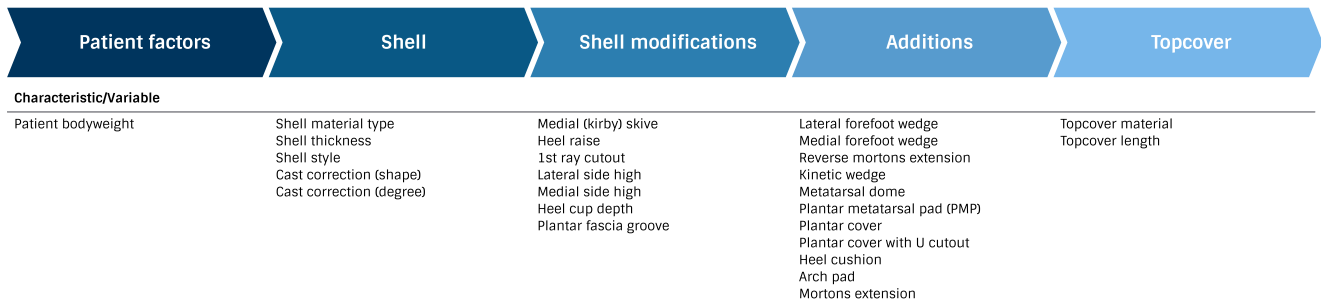 Patient factors
Shell
Shell modifications
Additions
Topcover
Characteristic/Variable
Patient bodyweight
Shell material type
Shell thickness
Shell style
Cast correction (shape)
Cast correction (degree)
Medial (kirby) skive
Heel raise
1st ray cutout
Lateral side high
Medial side high
Heel cup depth
Plantar fascia groove
Lateral forefoot wedge
Medial forefoot wedge
Reverse mortons extension
Kinetic wedge
Metatarsal dome
Plantar metatarsal pad (PMP)
Plantar cover
Plantar cover with U cutout
Heel cushion
Arch pad
Mortons extension
Topcover material
Topcover length